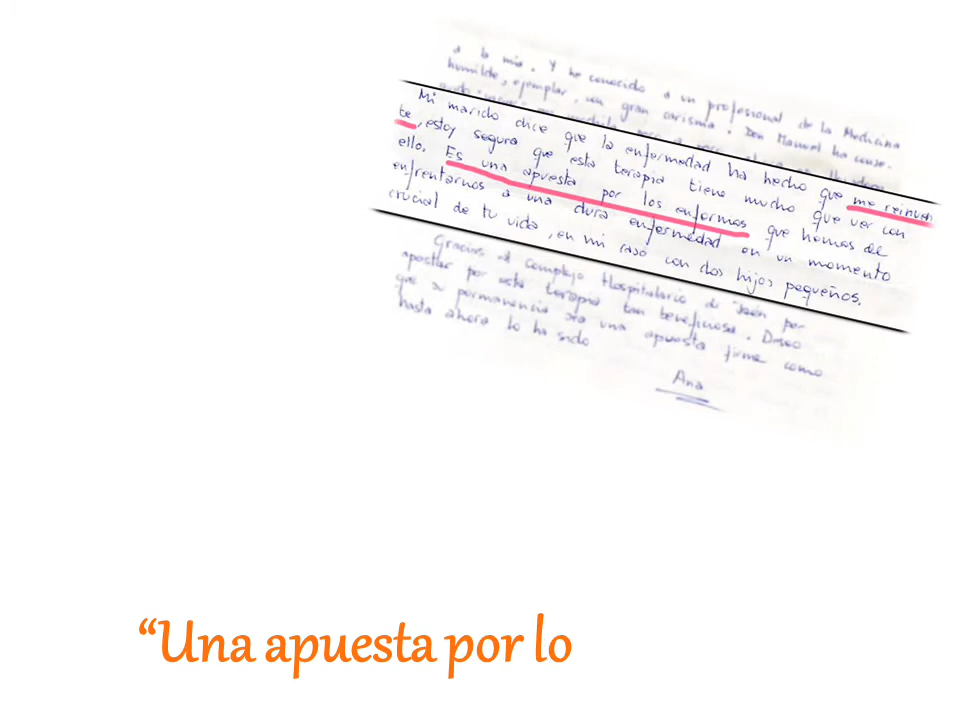 a la mia. Y he conocido a un profesional de la Medicina
humilde, ejemplar, con gran carisma. Don Manuel ha conse-
Mi marido dice que la enfermedad ha hecho que me reinven
te, estoy segura que esta terapia tiene mucho que ver con
ello. Es una apuesta por los enfermos que hemos de
enfrentarnos a una dura enfermedad en un momento
crucial de tu vida, en mi caso con dos hijos pequeños.
Gracias al complejo Hospitalario de Jaén por
apostar por esta terapia tan beneficiosa. Deseo
que su permanencia sea una apuesta firme como
hasta ahora lo ha sido
Ana
“Una apuesta por lo